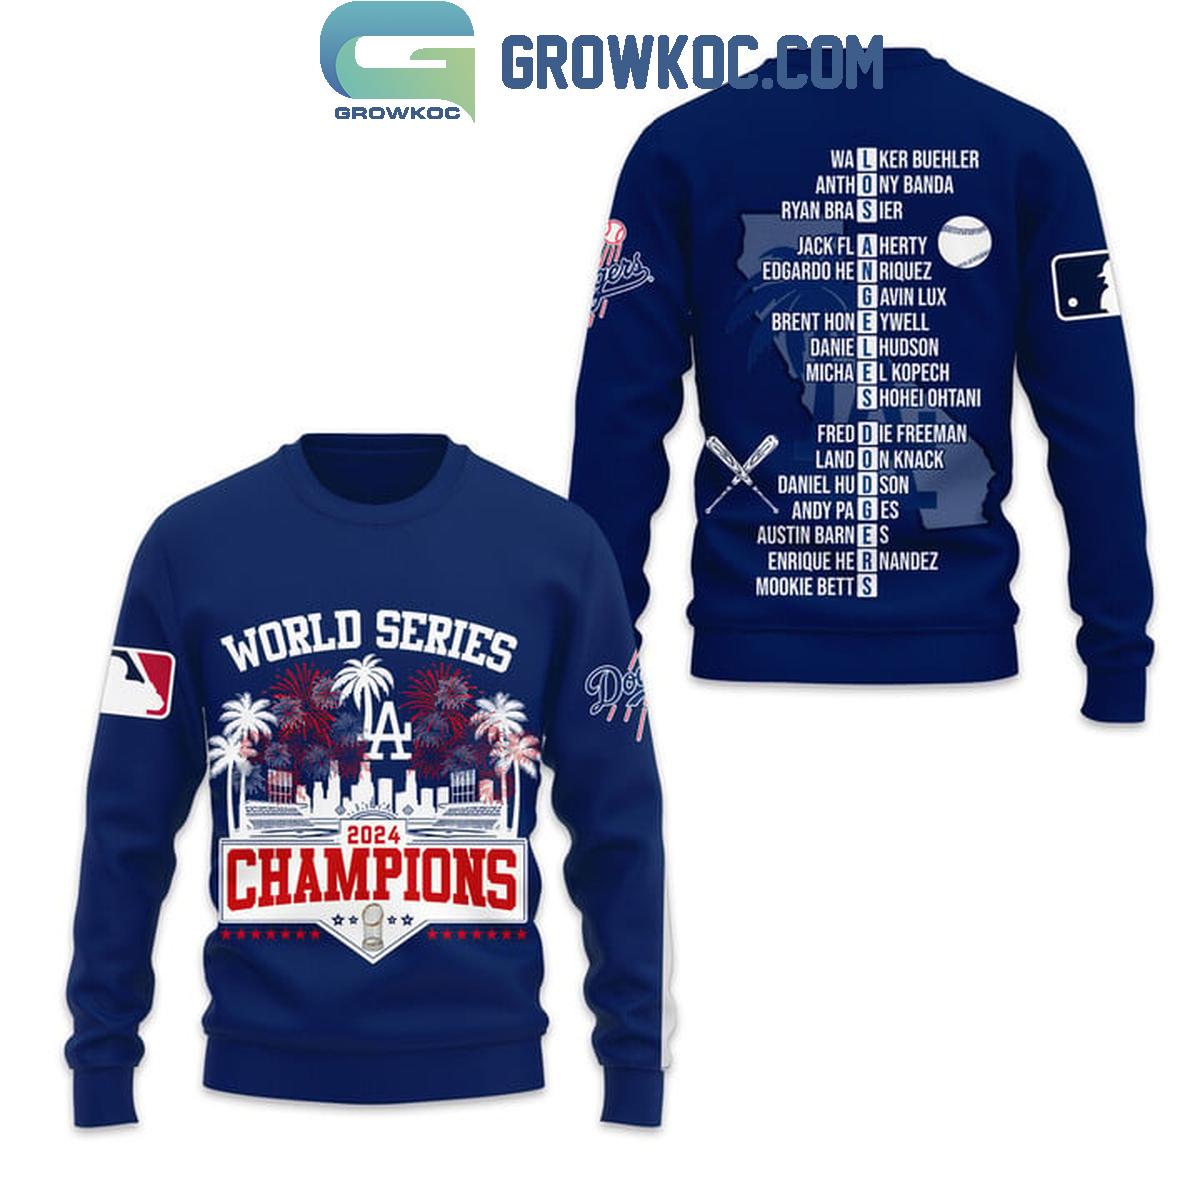 GROWKOC
GROWKOC.COM
WALKER BUEHLER
ANTHONY BANDA
RYAN BRASIER
JACK FLAHERTY
EDGARDO HENRIQUEZ
GAVIN LUX
BRENT HONEYWELL
DANIEL HUDSON
MICHAEL KOPECH
SHOHEI OHTANI
FREDDIE FREEMAN
LANDON KNACK
DANIEL HUDSON
ANDY PAGES
AUSTIN BARNES
ENRIQUE HERNANDEZ
MOOKIE BETTS
WORLD SERIES
LA
2024
CHAMPIONS